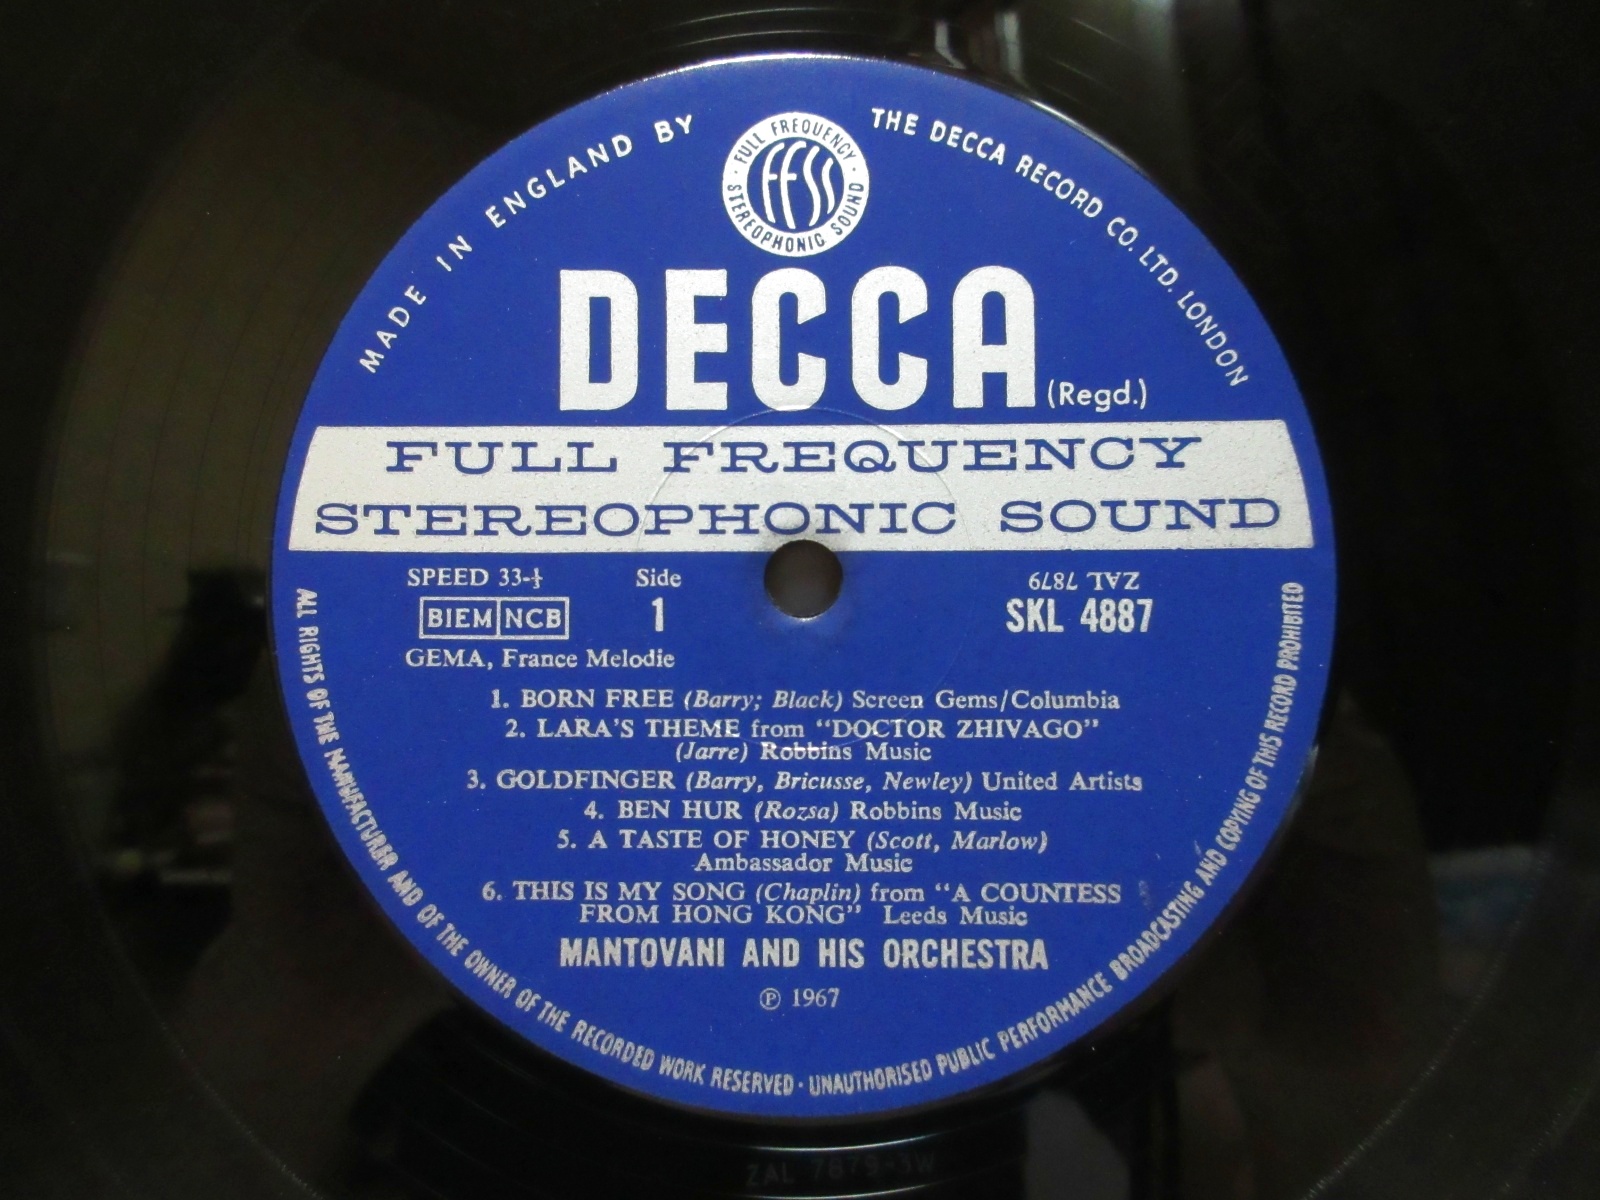 MADE IN ENGLAND BY THE DECCA RECORD CO. LTD. LONDON
FULL FREQUENCY
STEREOPHONIC SOUND
FFSS
DECCA (Regd.)
FULL FREQUENCY
STEREOPHONIC SOUND
SPEED 33-⅓ Side ZAL 7879
BIEM NCB 1 SKL 4887
GEMA, France Melodie
1. BORN FREE (Barry; Black) Screen Gems/Columbia
2. LARA'S THEME from "DOCTOR ZHIVAGO"
(Jarre) Robbins Music
3. GOLDFINGER (Barry, Bricusse, Newley) United Artists
4. BEN HUR (Rozsa) Robbins Music
5. A TASTE OF HONEY (Scott, Marlow)
Ambassador Music
6. THIS IS MY SONG (Chaplin) from "A COUNTESS
FROM HONG KONG" Leeds Music
MANTOVANI AND HIS ORCHESTRA
℗ 1967
ALL RIGHTS OF THE MANUFACTURER AND OF THE OWNER OF THE RECORDED WORK RESERVED · UNAUTHORISED PUBLIC PERFORMANCE BROADCASTING AND COPYING OF THIS RECORD PROHIBITED
ZAL 7879-3W